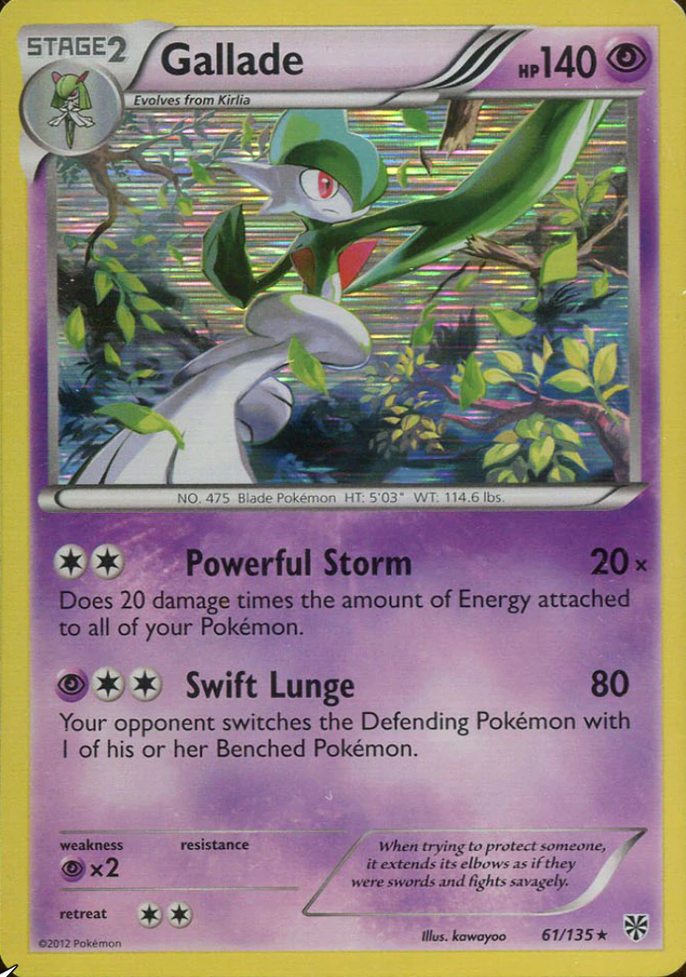 STAGE2
Gallade
HP140
Evolves from Kirlia
NO. 475 Blade Pokémon HT: 5'03" WT: 114.6 lbs.
Powerful Storm 20×
Does 20 damage times the amount of Energy attached
to all of your Pokémon.
Swift Lunge 80
Your opponent switches the Defending Pokémon with
1 of his or her Benched Pokémon.
weakness resistance
×2
retreat
When trying to protect someone,
it extends its elbows as if they
were swords and fights savagely.
©2012 Pokémon
Illus. kawayoo 61/135 ★